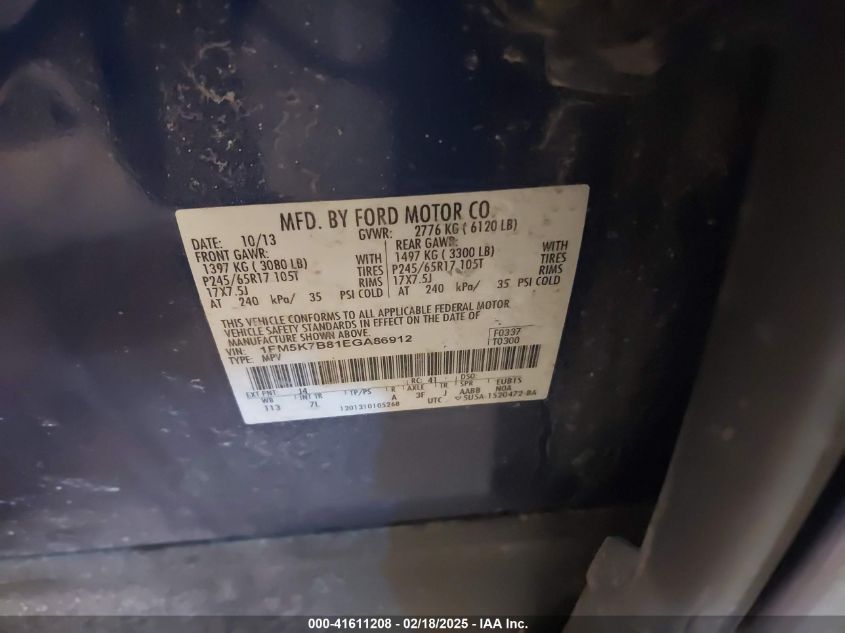 MFD. BY FORD MOTOR CO
DATE: 10/13 GVWR: 2776 KG ( 6120 LB)
FRONT GAWR: REAR GAWR:
1397 KG ( 3080 LB) WITH 1497 KG ( 3300 LB) WITH
P245/65R17 105T TIRES P245/65R17 105T TIRES
17X7.5J RIMS 17X7.5J RIMS
AT 240 kPa/ 35 PSI COLD AT 240 kPa/ 35 PSI COLD
THIS VEHICLE CONFORMS TO ALL APPLICABLE FEDERAL MOTOR
VEHICLE SAFETY STANDARDS IN EFFECT ON THE DATE OF
MANUFACTURE SHOWN ABOVE. F0337
VIN: 1FM5K7B81EGA86912 T0300
TYPE: MPV
EXT PNT: J4 RC: 41 DSO:
WB INT TR TP/PS R AXLE TR SPR EUBTS
113 7L A 3F J AABB N0A
1201310105268 UTC 5U5A-1520472-BA
000-41611208 - 02/18/2025 - IAA Inc.